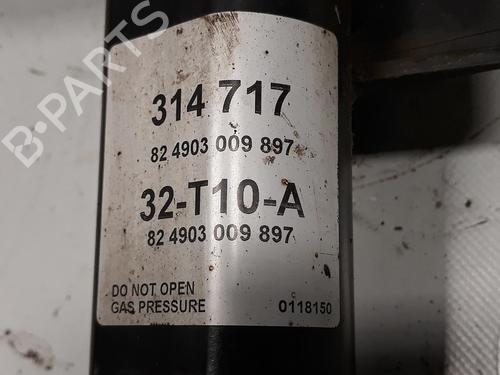 314 717
82 4903 009 897
32-T10-A
82 4903 009 897
DO NOT OPEN
GAS PRESSURE 0118150
B-PARTS